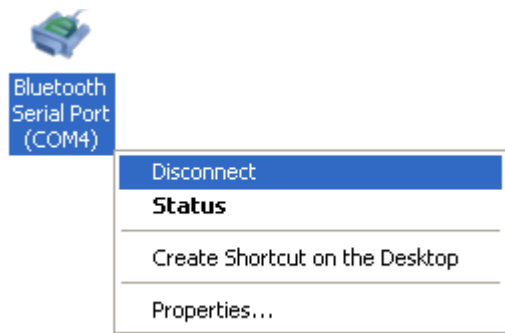 Bluetooth
Serial Port
(COM4)
Disconnect
Status
Create Shortcut on the Desktop
Properties...